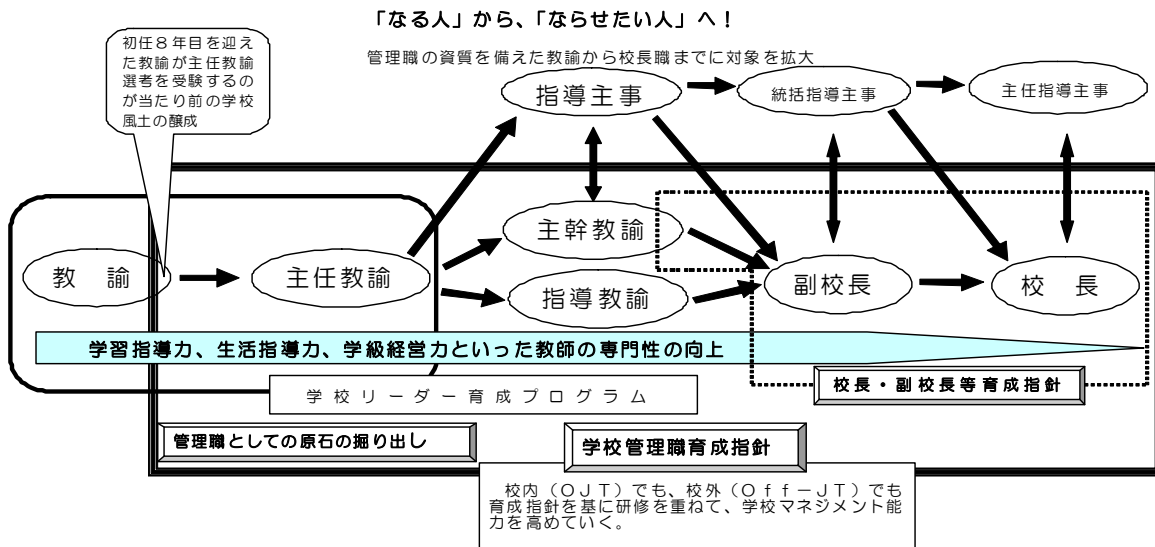 「なる人」から、「ならせたい人」へ！
初任８年目を迎え
た教諭が主任教諭
選考を受験するの
が当たり前の学校
風土の醸成
管理職の資質を備えた教諭から校長職までに対象を拡大
指導主事
統括指導主事
主任指導主事
主幹教諭
教　諭
主任教諭
指導教諭
副校長
校　長
学習指導力、生活指導力、学級経営力といった教師の専門性の向上
学校リーダー育成プログラム
校長・副校長等育成指針
管理職としての原石の掘り出し
学校管理職育成指針
校内（ＯＪＴ）でも、校外（Ｏｆｆ－ＪＴ）でも
育成指針を基に研修を重ねて、学校マネジメント能
力を高めていく。